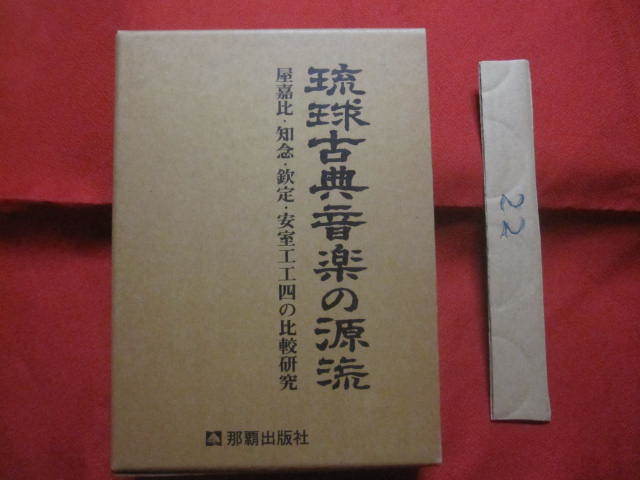 琉球古典音楽の源流
屋嘉比・知念・欽定・安室工工四の比較研究
那覇出版社
22